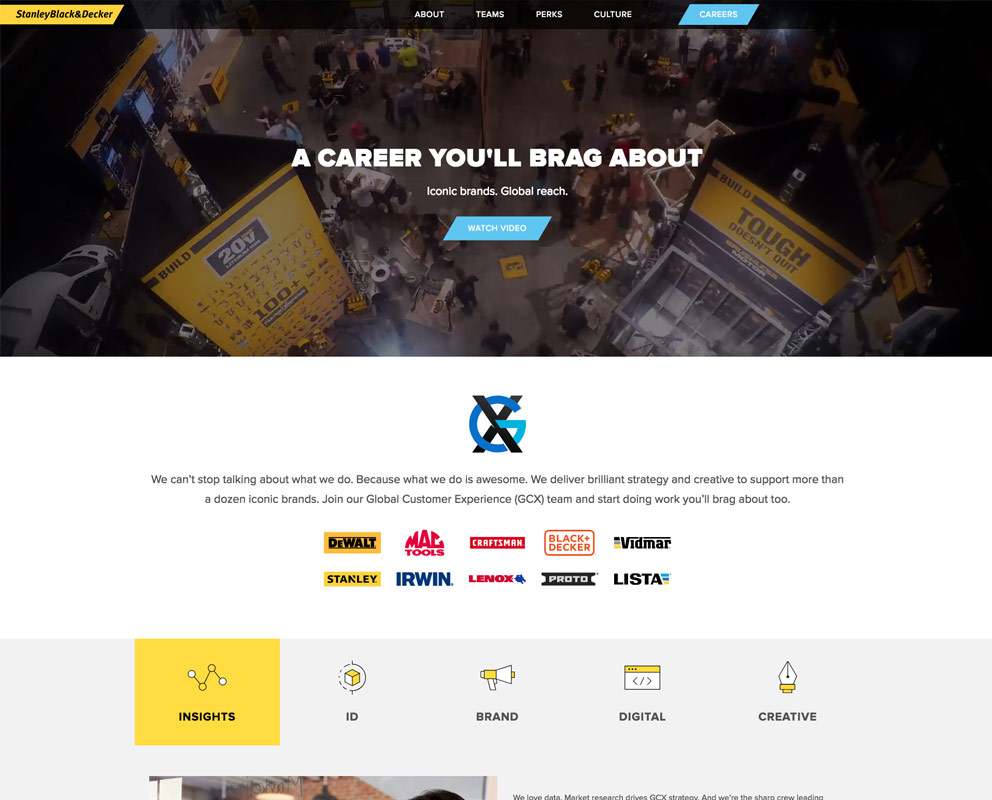 StanleyBlack&Decker
ABOUT TEAMS PERKS CULTURE CAREERS
A CAREER YOU'LL BRAG ABOUT
Iconic brands. Global reach.
WATCH VIDEO
BUILD
20V
100+
BUILD
TOUGH
DOESN'T QUIT
GX
We can’t stop talking about what we do. Because what we do is awesome. We deliver brilliant strategy and creative to support more than
a dozen iconic brands. Join our Global Customer Experience (GCX) team and start doing work you’ll brag about too.
DEWALT
MAC
TOOLS
CRAFTSMAN
BLACK+
DECKER
Vidmar
STANLEY
IRWIN
LENOX
PROTO
LISTA
INSIGHTS ID BRAND DIGITAL CREATIVE
We love data. Market research drives GCX strategy. And we’re the sharp crew leading